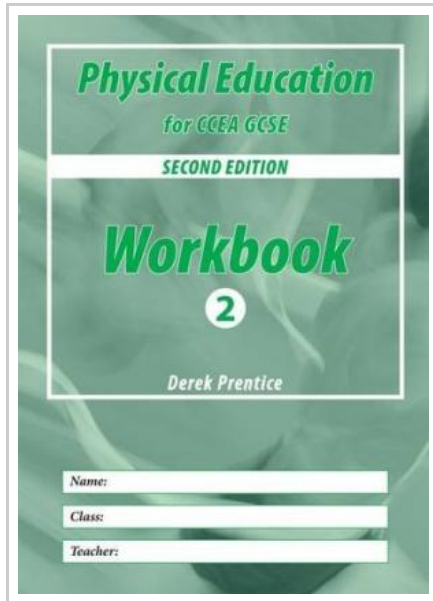 Physical Education
for CCEA GCSE
SECOND EDITION
Workbook
2
Derek Prentice
Name:
Class:
Teacher: